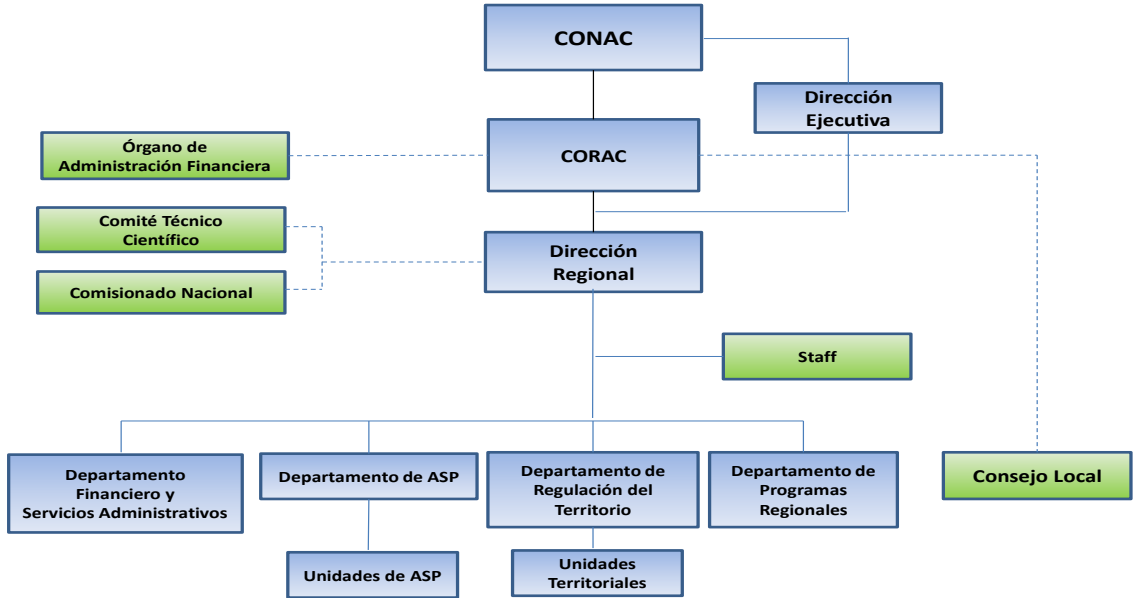 CONAC
Dirección
Ejecutiva
Órgano de
Administración Financiera
CORAC
Comité Técnico
Científico
Dirección
Regional
Comisionado Nacional
Staff
Departamento
Financiero y
Servicios Administrativos
Departamento de ASP
Departamento de
Regulación del
Territorio
Departamento de
Programas
Regionales
Consejo Local
Unidades de ASP
Unidades
Territoriales